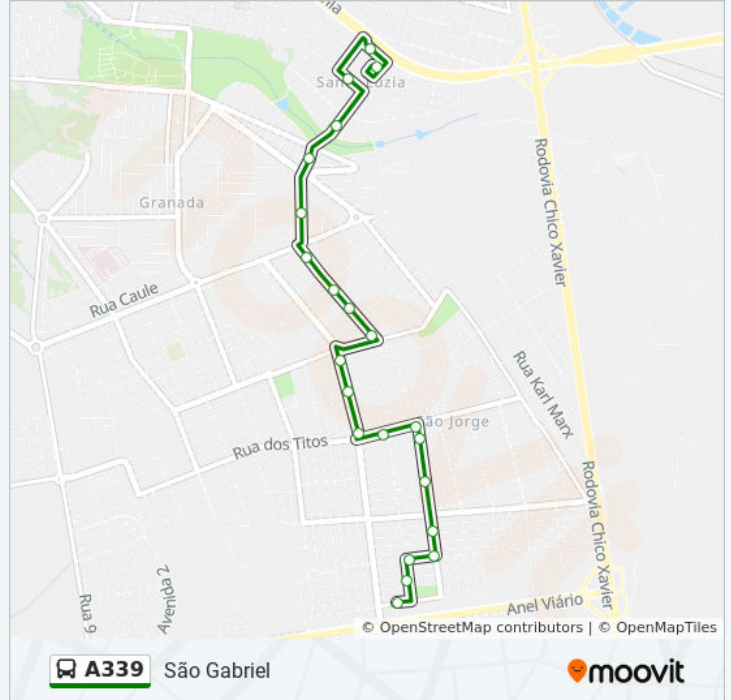 Santa Luzia
Granada
Rodovia Chico Xavier
Rua Caule
Rua Karl Marx
São Jorge
Rua dos Titos
Rodovia Chico Xavier
Rua 6
Avenida 2
Anel Viário
© OpenStreetMap contributors | © OpenMapTiles
A339 São Gabriel
moovit